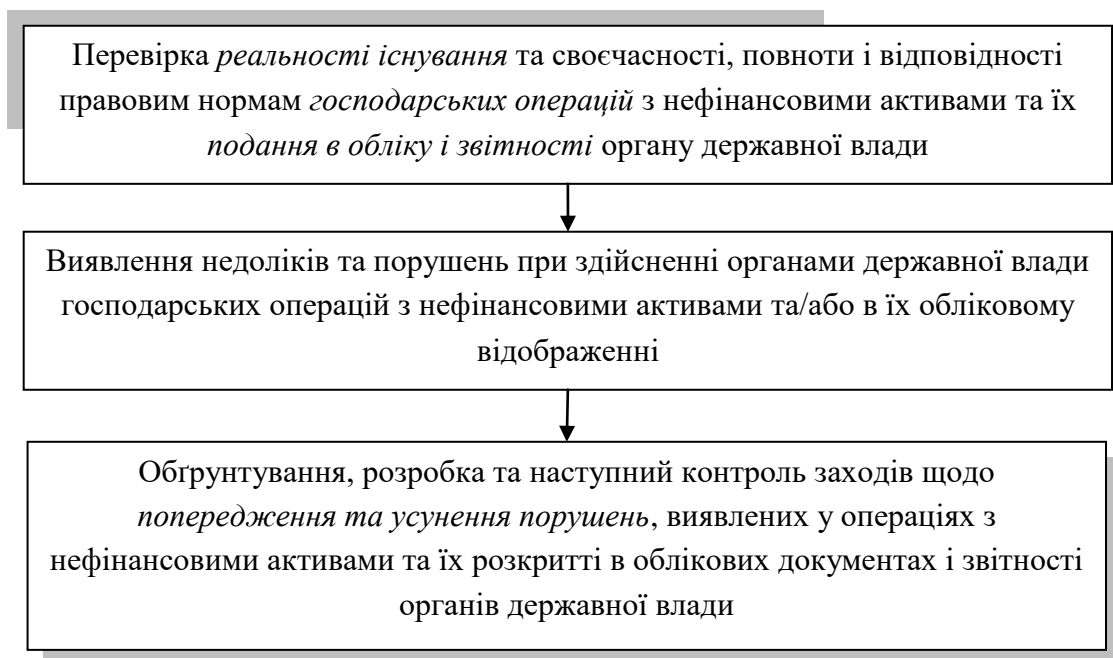 Перевірка реальності існування та своєчасності, повноти і відповідності
правовим нормам господарських операцій з нефінансовими активами та їх
подання в обліку і звітності органу державної влади
Виявлення недоліків та порушень при здійсненні органами державної влади
господарських операцій з нефінансовими активами та/або в їх обліковому
відображенні
Обґрунтування, розробка та наступний контроль заходів щодо
попередження та усунення порушень, виявлених у операціях з
нефінансовими активами та їх розкритті в облікових документах і звітності
органів державної влади